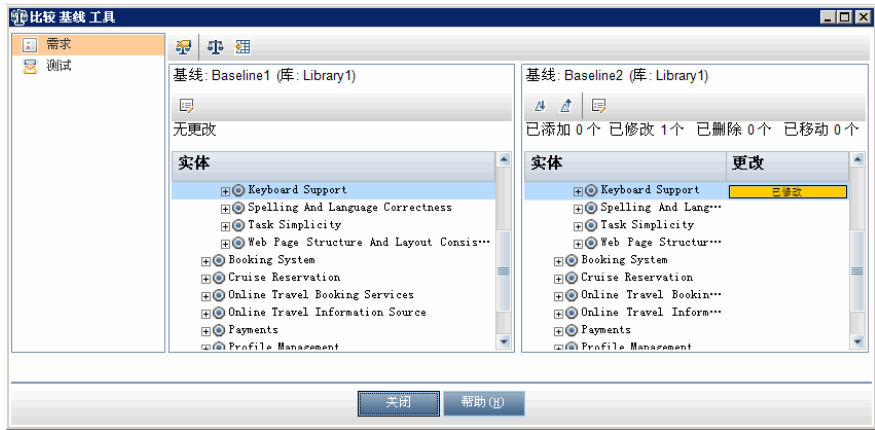 比较 基线 工具
需求
测试
基线: Baseline1 (库: Library1)
无更改
实体
Keyboard Support
Spelling And Language Correctness
Task Simplicity
Web Page Structure And Layout Consis...
Booking System
Cruise Reservation
Online Travel Booking Services
Online Travel Information Source
Payments
Profile Management
基线: Baseline2 (库: Library1)
已添加 0个 已修改 1个 已删除 0个 已移动 0个
实体 更改
Keyboard Support 已修改
Spelling And Lang...
Task Simplicity
Web Page Structur...
Booking System
Cruise Reservation
Online Travel Bookin...
Online Travel Inform...
Payments
Profile Management
关闭 帮助(H)